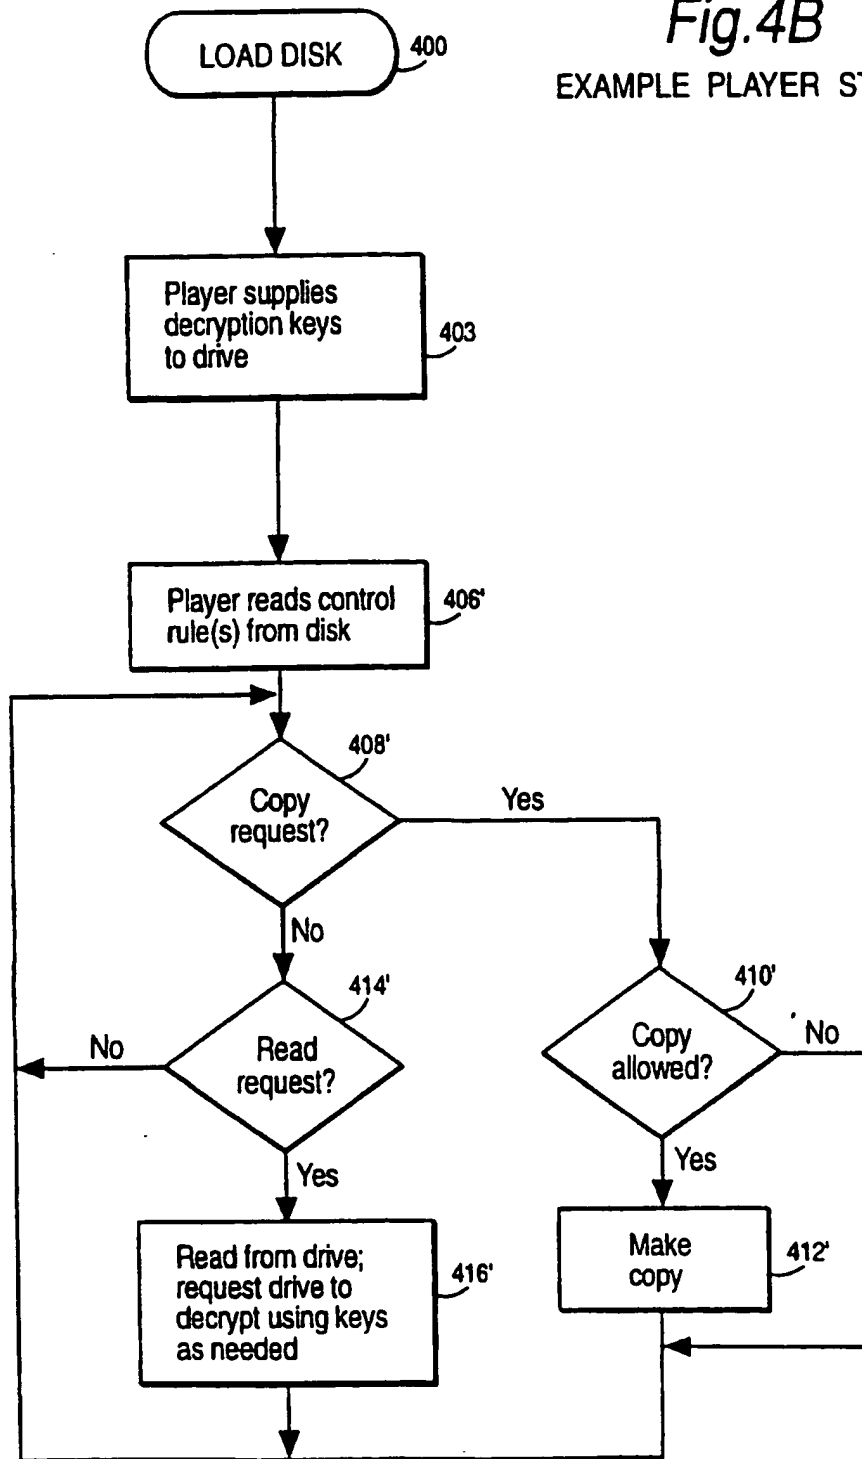 Fig.4B
EXAMPLE PLAYER
LOAD DISK
400
Player supplies
decryption keys
to drive
403
Player reads control
rule(s) from disk
406'
408'
Copy
request?
Yes
No
414'
Read
request?
No
Yes
410'
Copy
allowed?
No
Yes
Read from drive;
request drive to
decrypt using keys
as needed
416'
Make
copy
412'